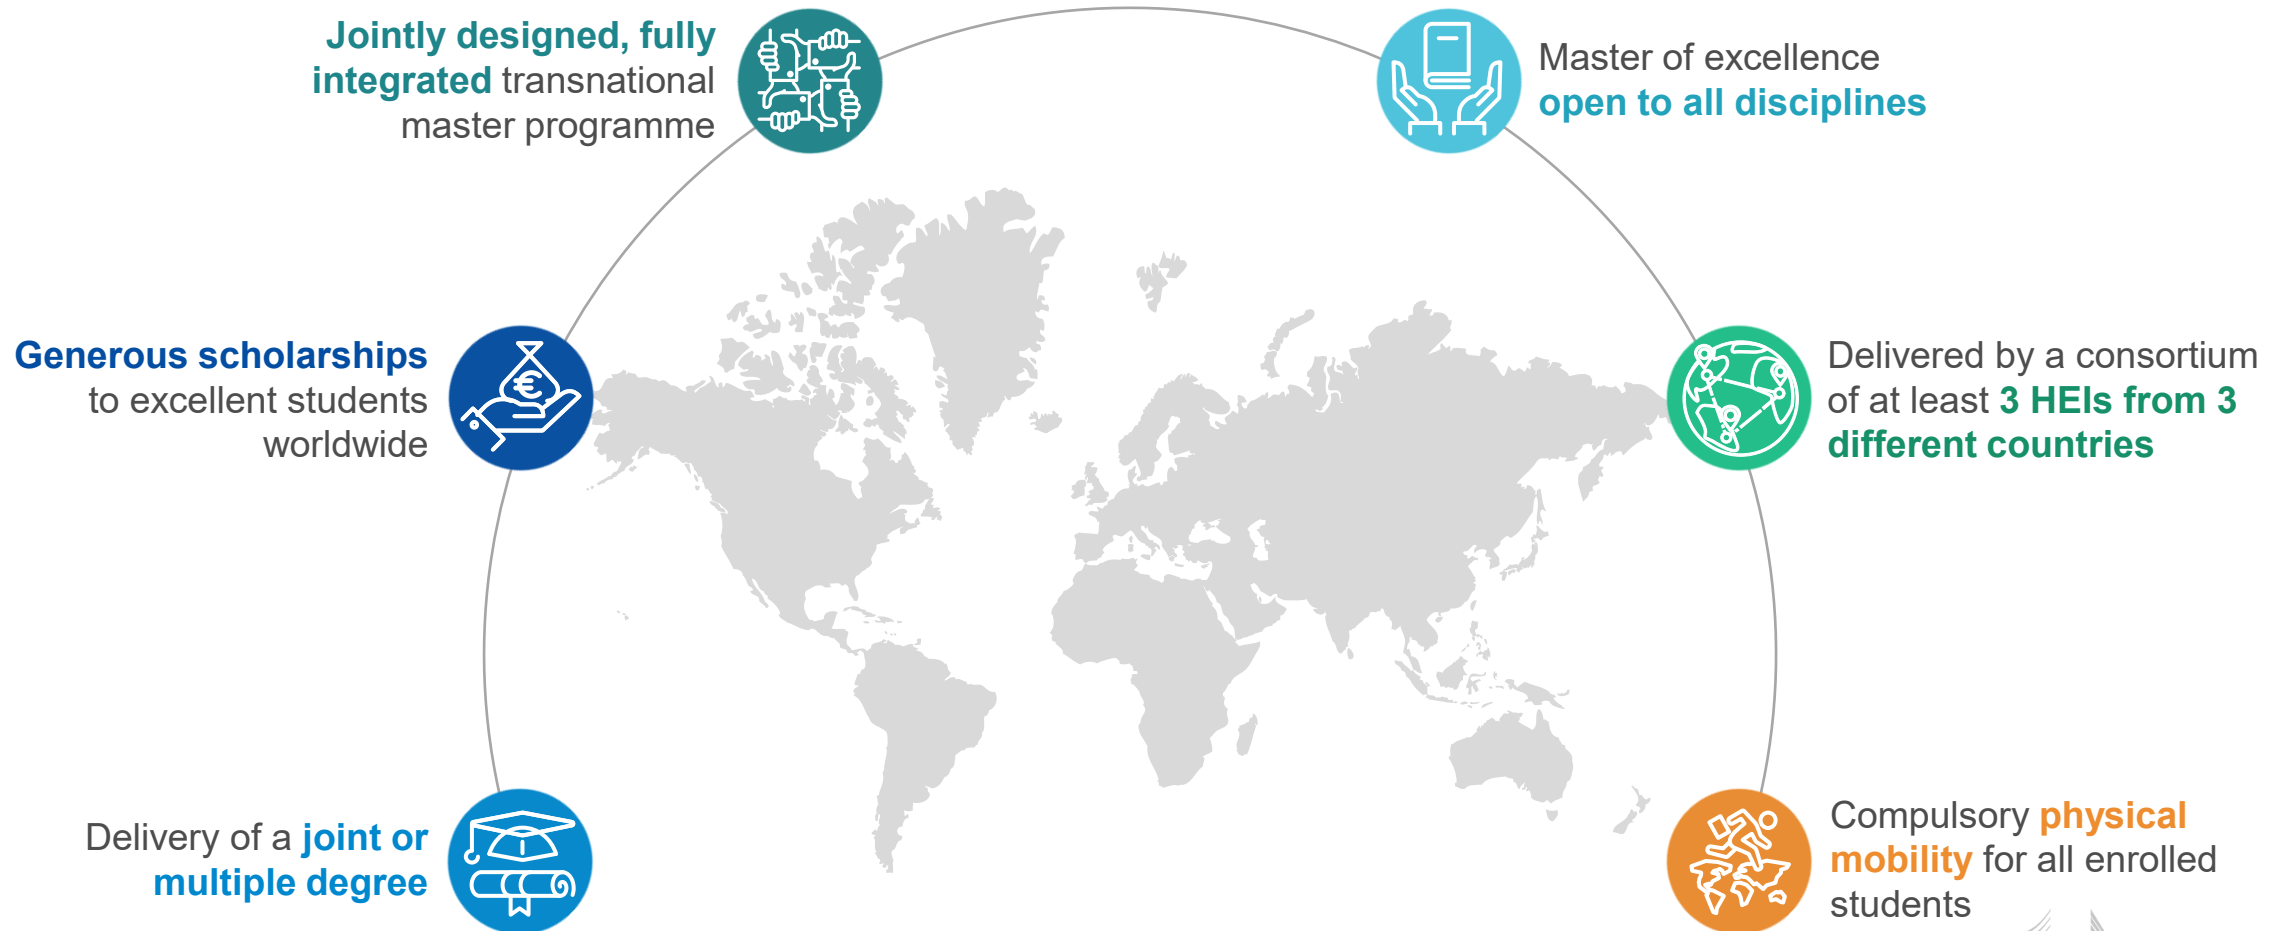 Jointly designed, fully
integrated transnational
master programme
Master of excellence
open to all disciplines
Generous scholarships
to excellent students
worldwide
€
Delivered by a consortium
of at least 3 HEIs from 3
different countries
Delivery of a joint or
multiple degree
Compulsory physical
mobility for all enrolled
students